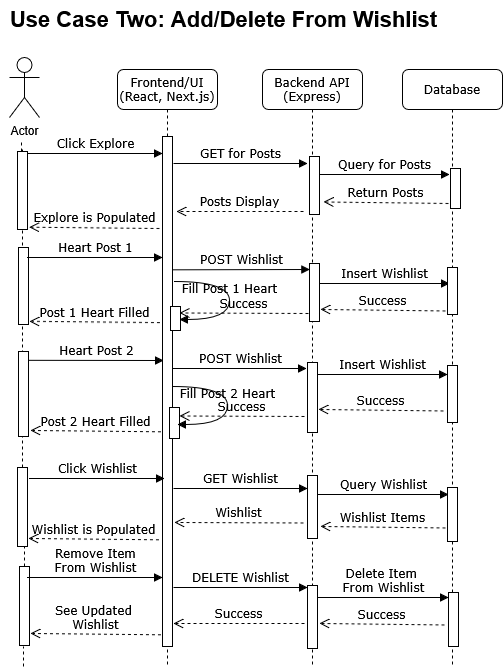 Use Case Two: Add/Delete From Wishlist
Frontend/UI
(React, Next.js)
Backend API
(Express)
Database
Actor
Click Explore
GET for Posts
Query for Posts
Return Posts
Posts Display
Explore is Populated
Heart Post 1
POST Wishlist
Insert Wishlist
Fill Post 1 Heart
Success
Success
Post 1 Heart Filled
Heart Post 2
POST Wishlist
Insert Wishlist
Fill Post 2 Heart
Success
Success
Post 2 Heart Filled
Click Wishlist
GET Wishlist
Query Wishlist
Wishlist
Wishlist Items
Wishlist is Populated
Remove Item
From Wishlist
DELETE Wishlist
Delete Item
From Wishlist
See Updated
Wishlist
Success
Success